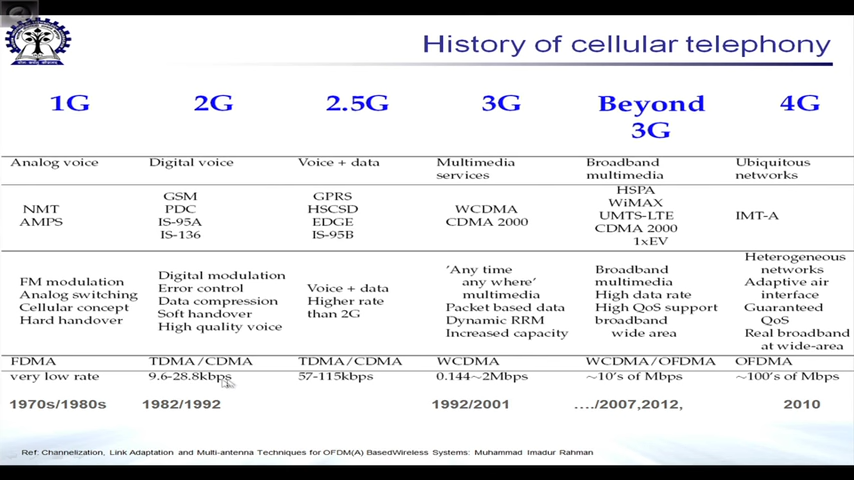 History of cellular telephony
1G 2G 2.5G 3G Beyond 3G 4G
Analog voice Digital voice Voice + data Multimedia services Broadband multimedia Ubiquitous networks
NMT
AMPS
GSM
PDC
IS-95A
IS-136
GPRS
HSCSD
EDGE
IS-95B
WCDMA
CDMA 2000
HSPA
WiMAX
UMTS-LTE
CDMA 2000
1xEV
IMT-A
FM modulation
Analog switching
Cellular concept
Hard handover
Digital modulation
Error control
Data compression
Soft handover
High quality voice
Voice + data
Higher rate
than 2G
'Any time
any where'
multimedia
Packet based data
Dynamic RRM
Increased capacity
Broadband
multimedia
High data rate
High QoS support
broadband
wide area
Heterogeneous
networks
Adaptive air
interface
Guaranteed
QoS
Real broadband
at wide-area
FDMA TDMA/CDMA TDMA/CDMA WCDMA WCDMA/OFDMA OFDMA
very low rate 9.6-28.8kbps 57-115kbps 0.144~2Mbps ~10's of Mbps ~100's of Mbps
1970s/1980s 1982/1992 1992/2001 ..../2007,2012, 2010
Ref: Channelization, Link Adaptation and Multi-antenna Techniques for OFDM(A) BasedWireless Systems: Muhammad Imadur Rahman